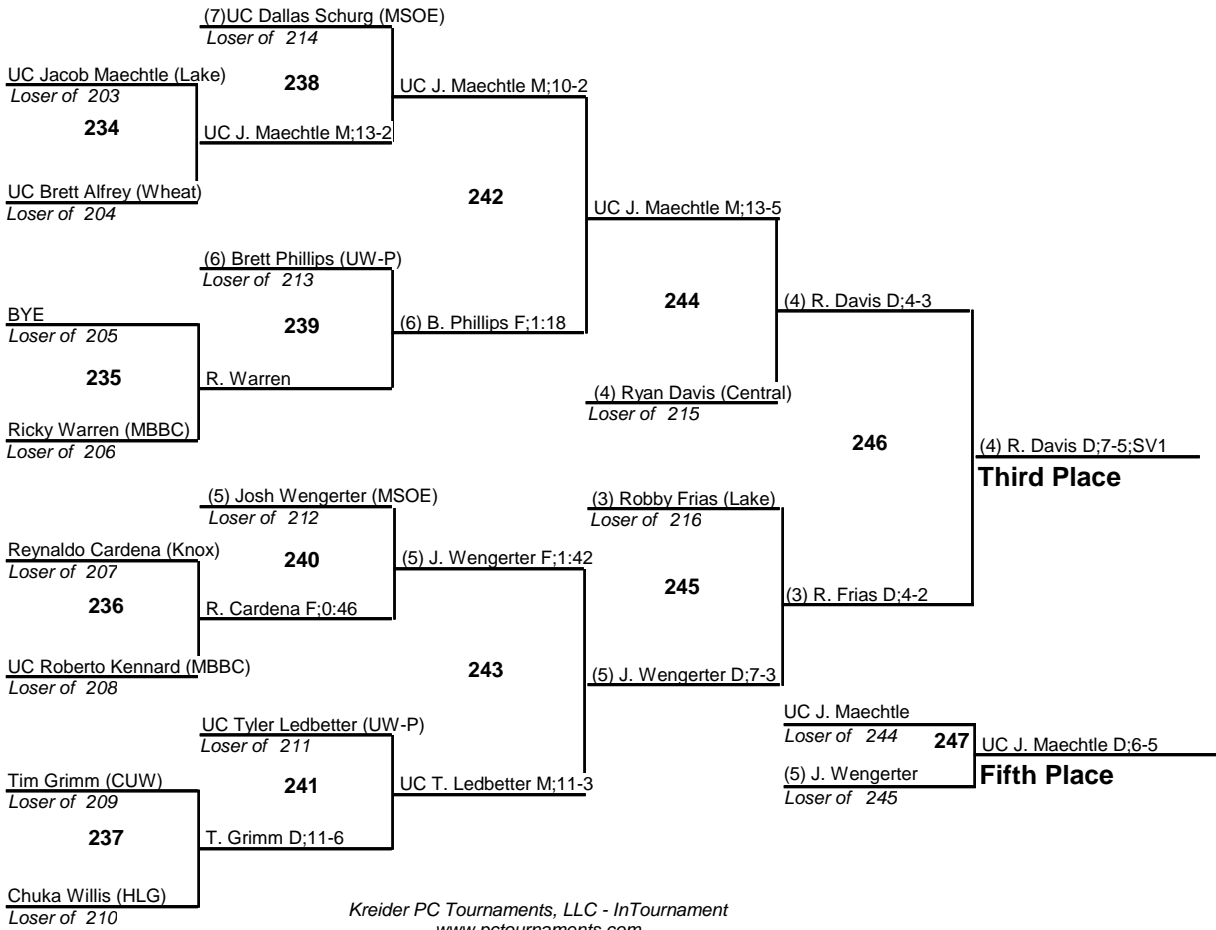 (7)UC Dallas Schurg (MSOE)
Loser of 214
UC Jacob Maechtle (Lake)
Loser of 203
238
UC J. Maechtle M;10-2
234
UC J. Maechtle M;13-2
UC Brett Alfrey (Wheat)
Loser of 204
242
UC J. Maechtle M;13-5
(6) Brett Phillips (UW-P)
Loser of 213
BYE
Loser of 205
239
(6) B. Phillips F;1:18
244
(4) R. Davis D;4-3
235
R. Warren
(4) Ryan Davis (Central)
Loser of 215
Ricky Warren (MBBC)
Loser of 206
246
(4) R. Davis D;7-5;SV1
Third Place
(5) Josh Wengerter (MSOE)
Loser of 212
(3) Robby Frias (Lake)
Loser of 216
Reynaldo Cardena (Knox)
Loser of 207
240
(5) J. Wengerter F;1:42
245
(3) R. Frias D;4-2
236
R. Cardena F;0:46
UC Roberto Kennard (MBBC)
Loser of 208
243
(5) J. Wengerter D;7-3
UC Tyler Ledbetter (UW-P)
Loser of 211
UC J. Maechtle
Loser of 244
247
UC J. Maechtle D;6-5
Fifth Place
(5) J. Wengerter
Loser of 245
Tim Grimm (CUW)
Loser of 209
241
UC T. Ledbetter M;11-3
237
T. Grimm D;11-6
Chuka Willis (HLG)
Loser of 210
Kreider PC Tournaments, LLC - InTournament
www.pctournaments.com